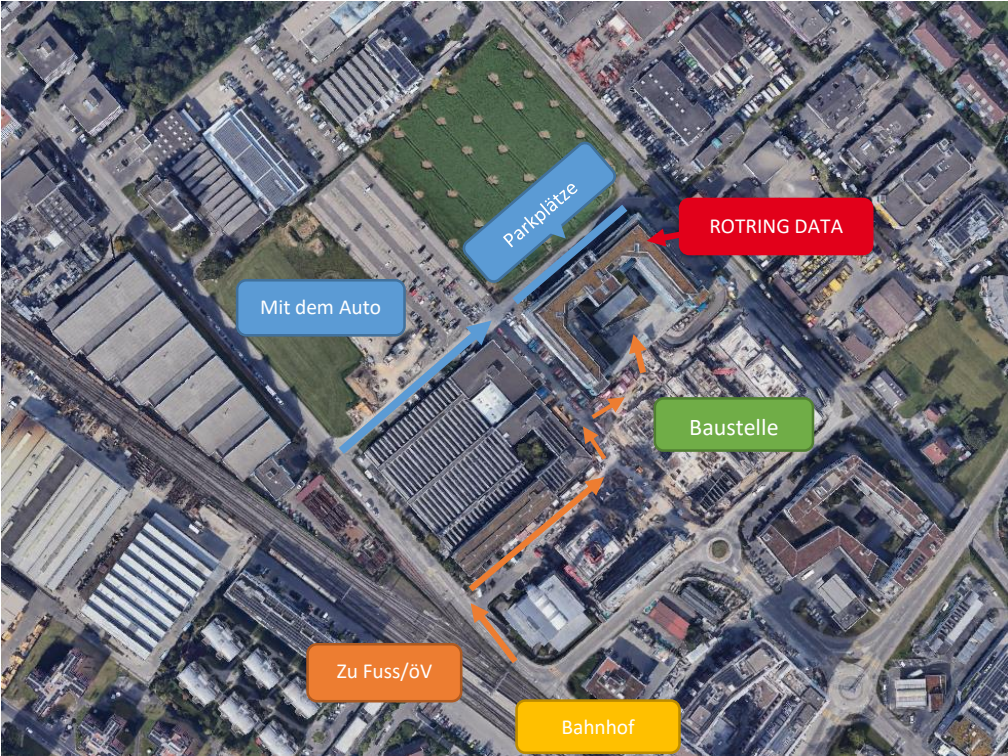 Parkplätze
ROTRING DATA
Mit dem Auto
Baustelle
Zu Fuss/öV
Bahnhof